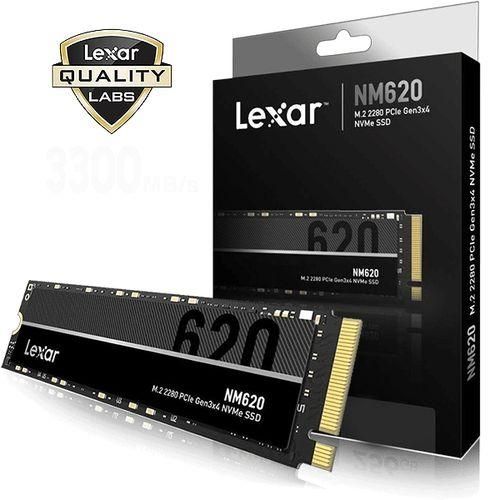 Lexar
QUALITY
LABS
3300MB/s
Lexar
NM620
M.2 2280 PCIe Gen3x4
NVMe SSD
620
NM620
M.2 2280 PCIe Gen3x4 NVMe SSD
NM620
M.2 2280 PCIe Gen3x4 NVMe SSD
620
Lexar
NM620
M.2 2280 PCIe Gen3x4 NVMe SSD
256GB